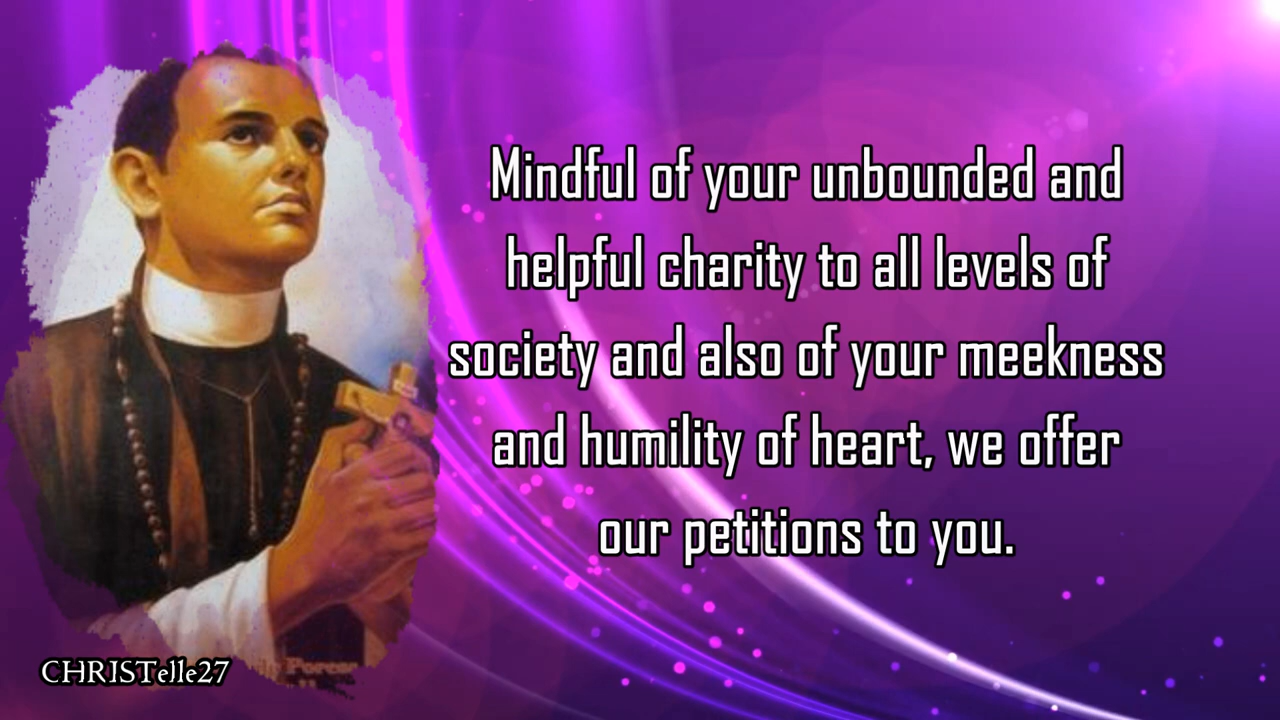 Mindful of your unbounded and
helpful charity to all levels of
society and also of your meekness
and humility of heart, we offer
our petitions to you.
CHRISTelle27